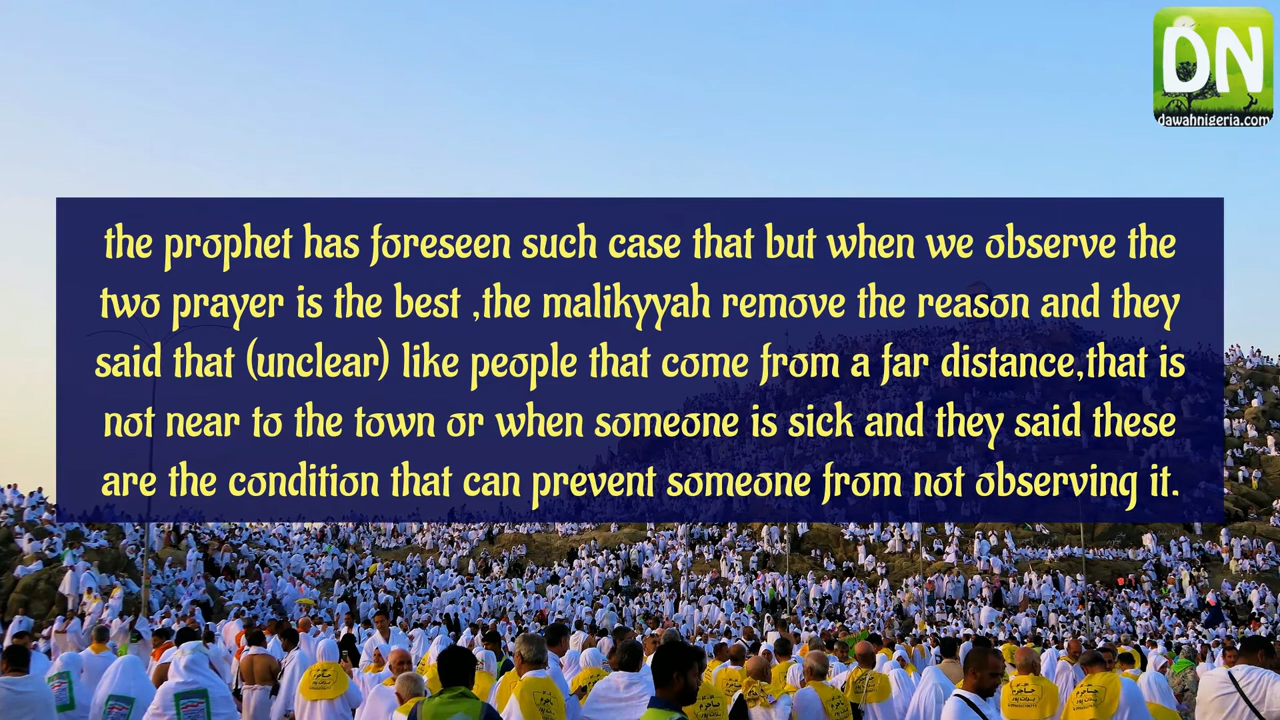 DN
dawahnigeria.com
the prophet has foreseen such case that but when we observe the
two prayer is the best ,the malikyyah remove the reason and they
said that (unclear) like people that come from a far distance,that is
not near to the town or when someone is sick and they said these
are the condition that can prevent someone from not observing it.